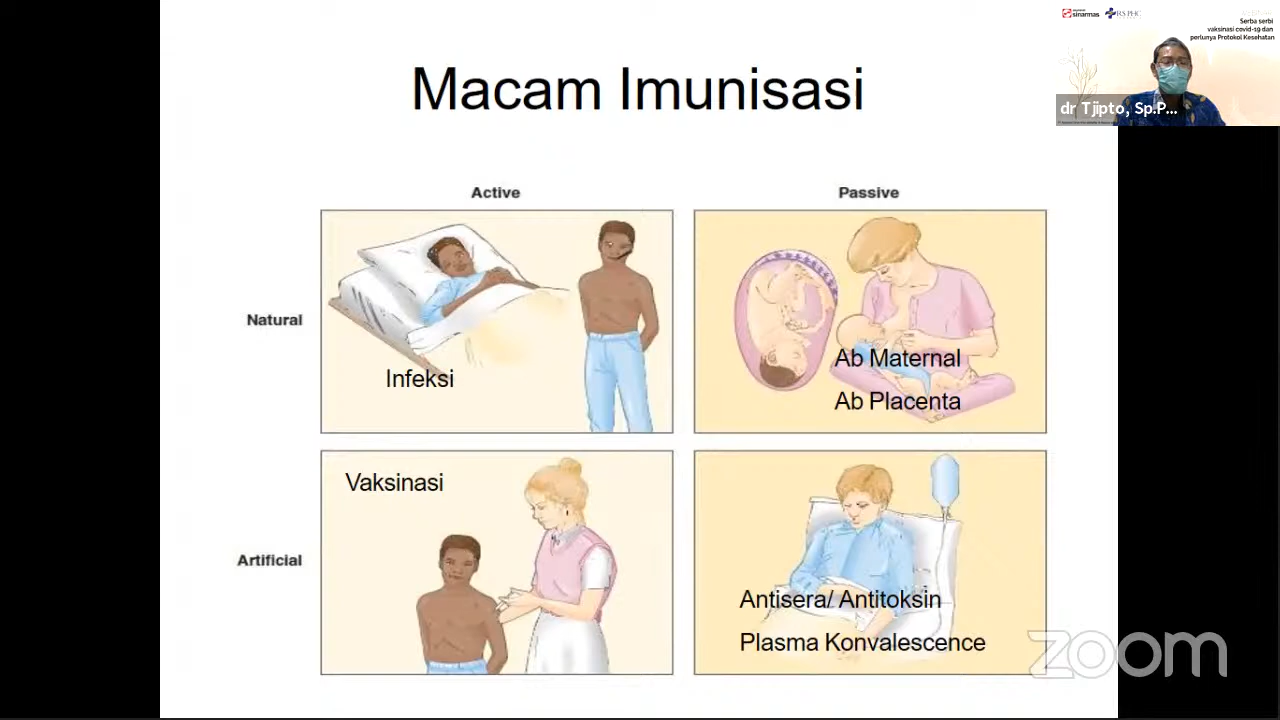 Macam Imunisasi
sinarmas
RS PHC
Serba serbi
vaksinasi covid-19 dan
perlunya Protokol Kesehatan
dr Tjipto, Sp.P...
Active
Passive
Natural
Infeksi
Ab Maternal
Ab Placenta
Artificial
Vaksinasi
Antisera/ Antitoksin
Plasma Konvalescence
zoom